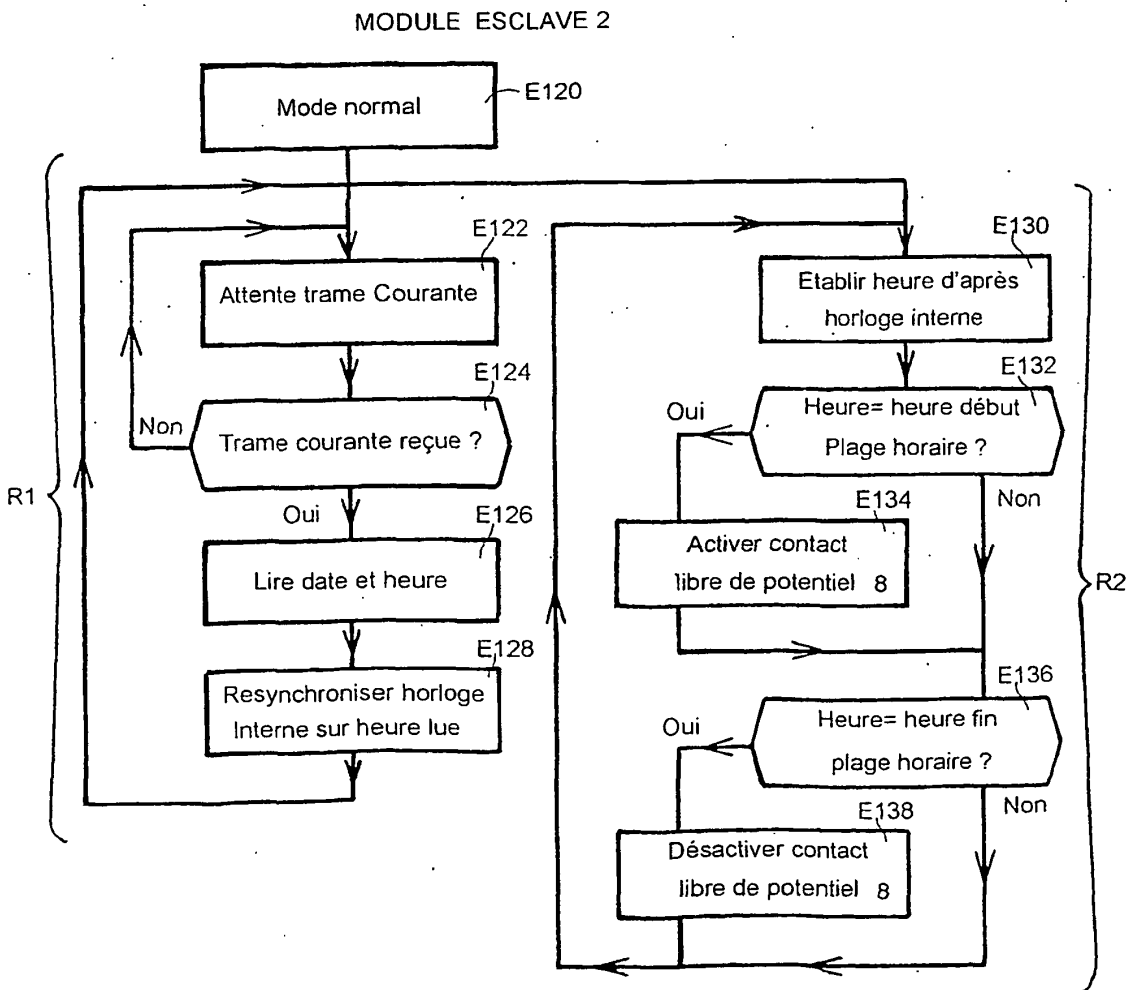 MODULE ESCLAVE 2
Mode normal
E120
R1
E122
Attente trame Courante
E124
Non
Trame courante reçue ?
Oui
E126
Lire date et heure
E128
Resynchroniser horloge
Interne sur heure lue
E130
Etablir heure d'après
horloge interne
E132
Oui
Heure= heure début
Plage horaire ?
Non
E134
Activer contact
libre de potentiel 8
R2
E136
Oui
Heure= heure fin
plage horaire ?
Non
E138
Désactiver contact
libre de potentiel 8